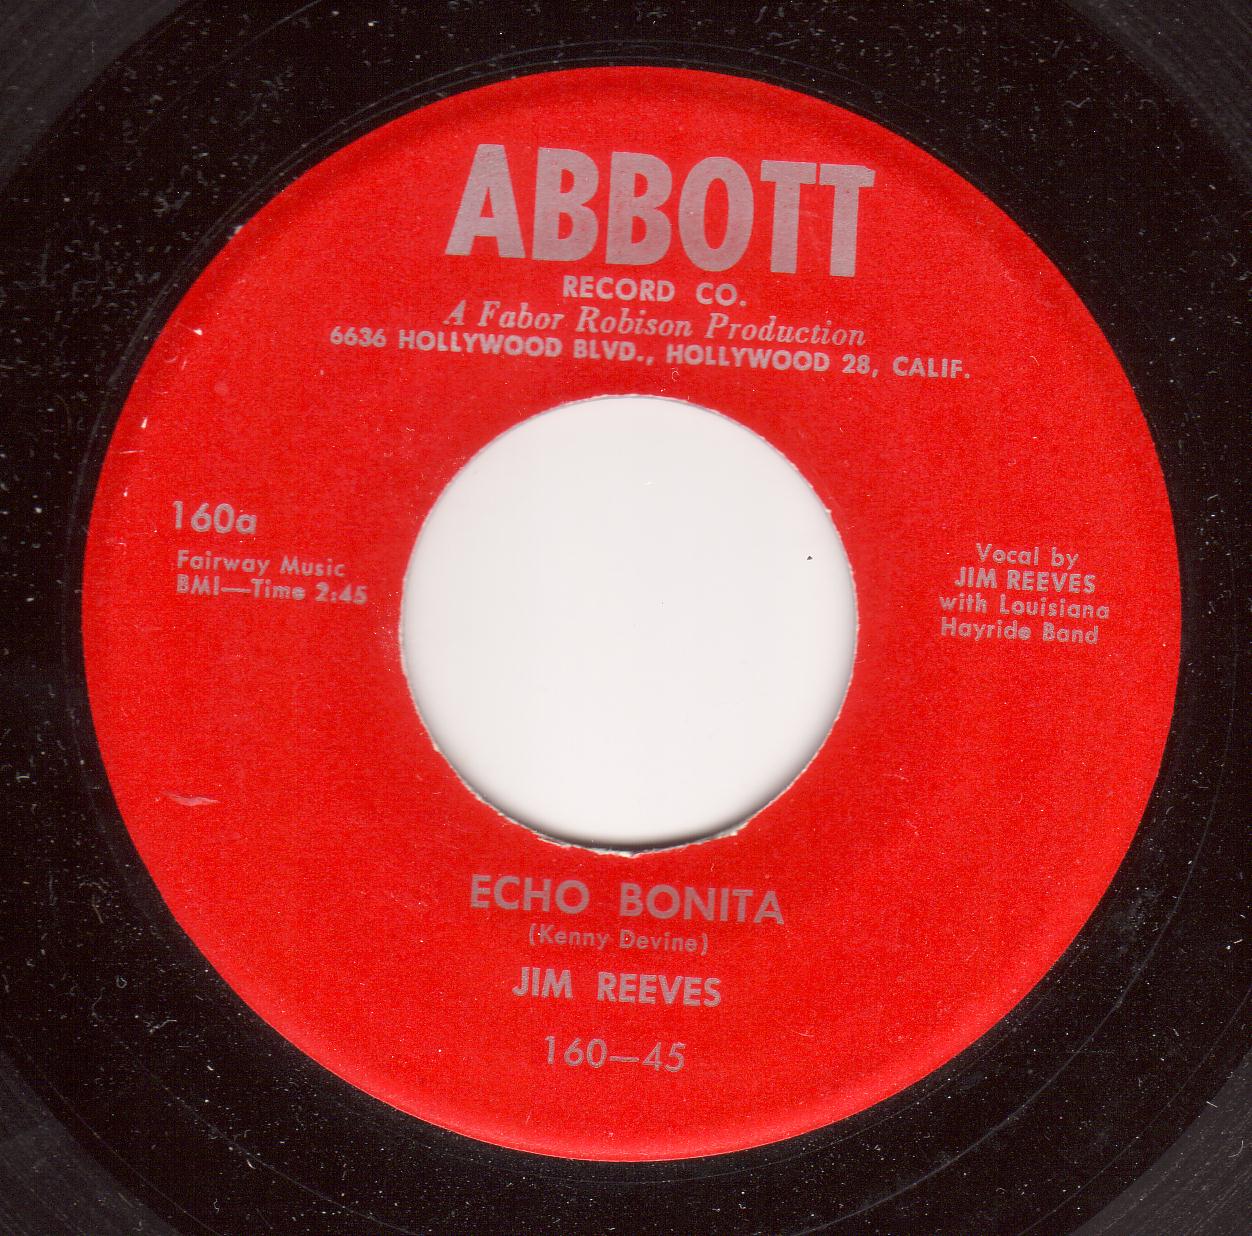 ABBOTT
RECORD CO.
A Fabor Robison Production
6636 HOLLYWOOD BLVD., HOLLYWOOD 28, CALIF.
160a
Fairway Music
BMI—Time 2:45
Vocal by
JIM REEVES
with Louisiana
Hayride Band
ECHO BONITA
(Kenny Devine)
JIM REEVES
160—45